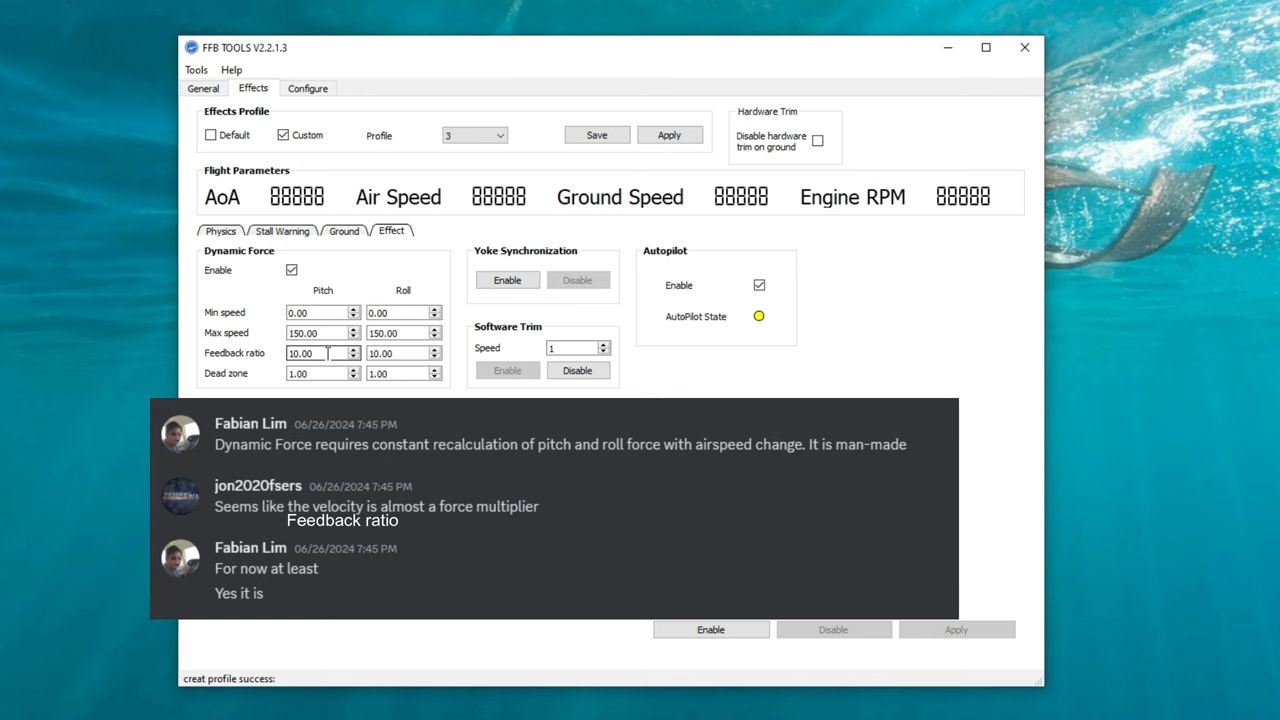 FFB TOOLS V2.2.1.3
Tools Help
General Effects Configure
Effects Profile
Default Custom Profile 3 Save Apply
Hardware Trim
Disable hardware
trim on ground
Flight Parameters
AoA 00000 Air Speed 00000 Ground Speed 00000 Engine RPM 00000
Physics Stall Warning Ground Effect
Dynamic Force
Enable
Pitch Roll
Min speed 0.00 0.00
Max speed 150.00 150.00
Feedback ratio 10.00 10.00
Dead zone 1.00 1.00
Yoke Synchronization
Enable Disable
Software Trim
Speed 1
Enable Disable
Autopilot
Enable
AutoPilot State
Fabian Lim 06/26/2024 7:45 PM
Dynamic Force requires constant recalculation of pitch and roll force with airspeed change. It is man-made
jon2020fsers 06/26/2024 7:45 PM
Seems like the velocity is almost a force multiplier
Feedback ratio
Fabian Lim 06/26/2024 7:45 PM
For now at least
Yes it is
Enable Disable Apply
creat profile success: